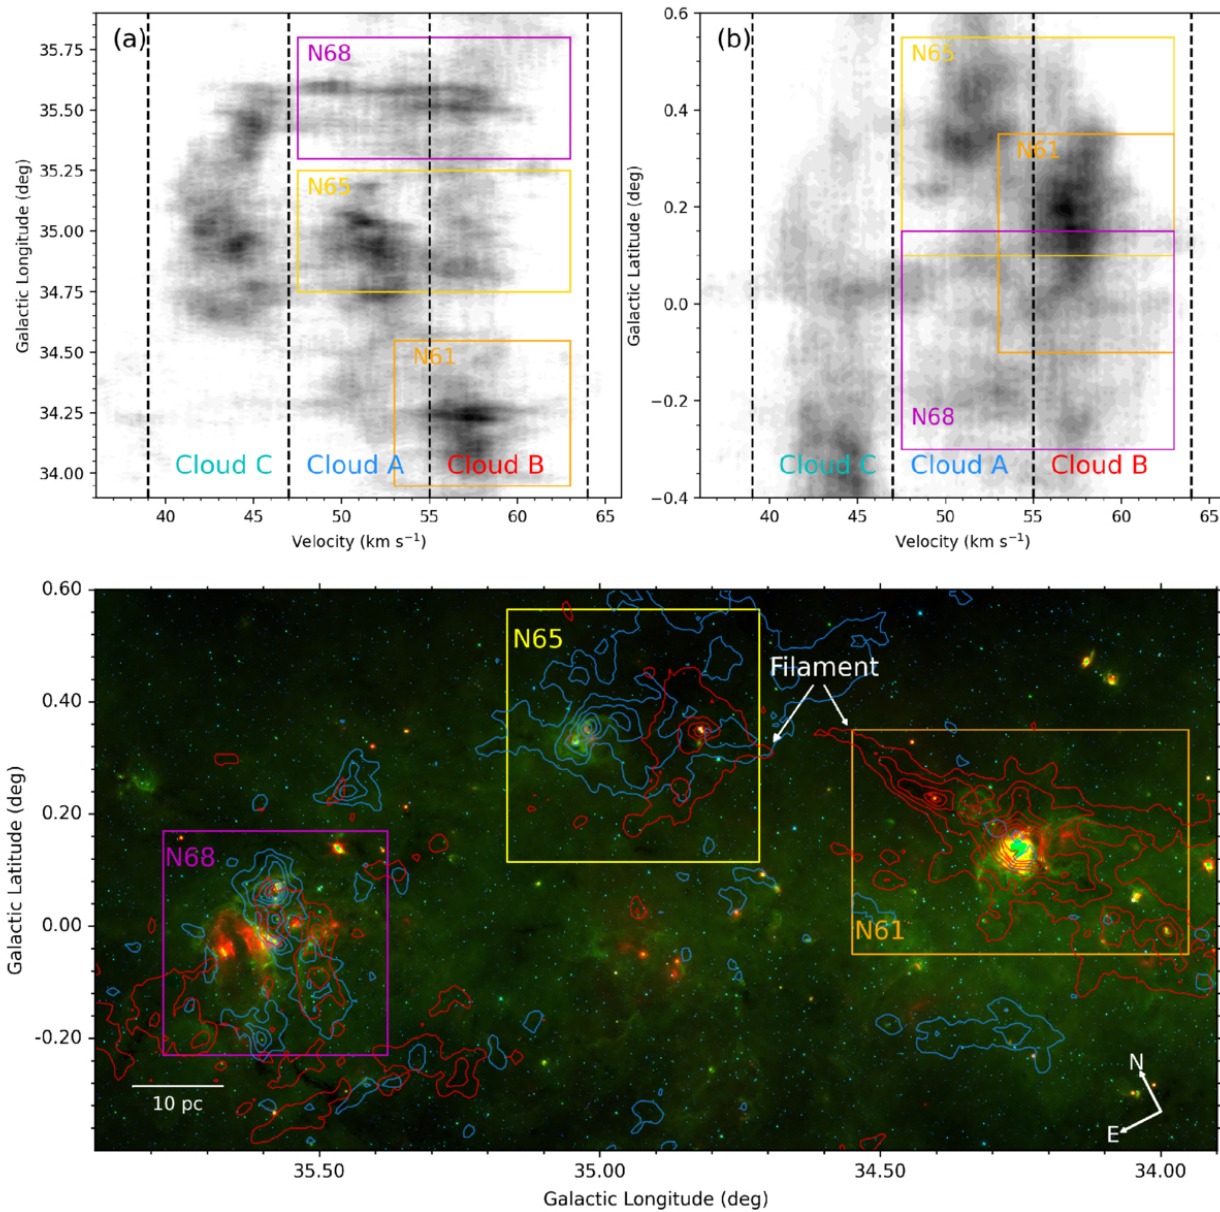 (a)
N68
N65
N61
Cloud C
Cloud A
Cloud B
35.75
35.50
35.25
35.00
34.75
34.50
34.25
34.00
Galactic Longitude (deg)
40
45
50
55
60
65
Velocity (km s⁻¹)
(b)
N65
N61
N68
Cloud C
Cloud A
Cloud B
0.6
0.4
0.2
0.0
−0.2
−0.4
Galactic Latitude (deg)
40
45
50
55
60
65
Velocity (km s⁻¹)
0.60
0.40
0.20
0.00
-0.20
Galactic Latitude (deg)
N65
Filament
N68
N61
10 pc
N
E
35.50
35.00
34.50
34.00
Galactic Longitude (deg)